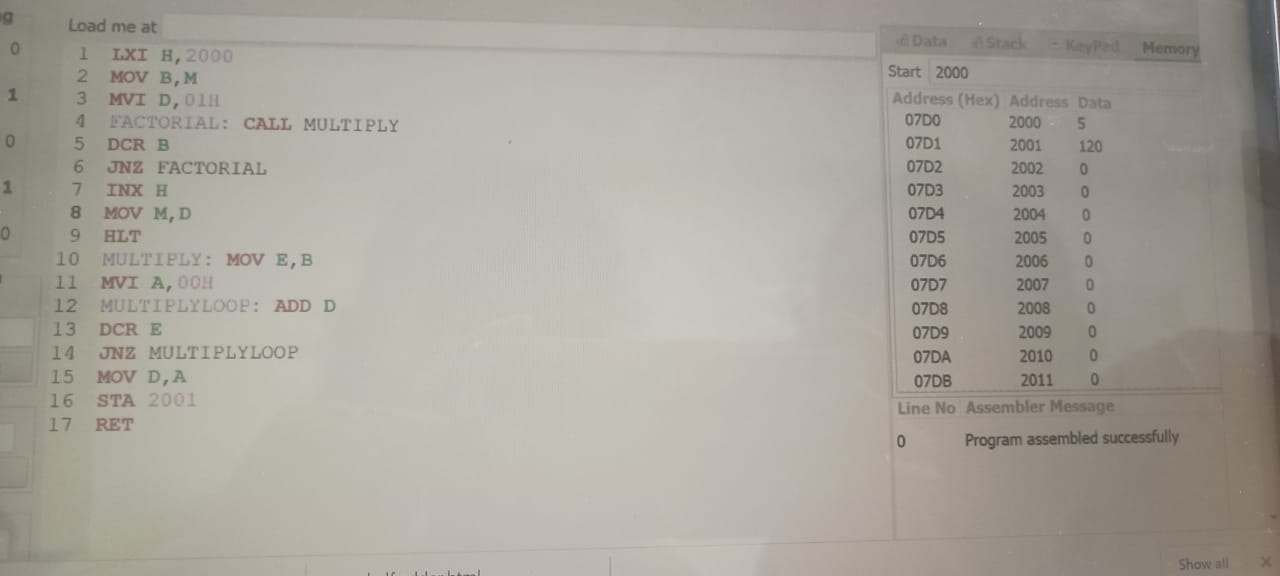 Load me at
1 LXI H,2000
2 MOV B,M
3 MVI D,01H
4 FACTORIAL: CALL MULTIPLY
5 DCR B
6 JNZ FACTORIAL
7 INX H
8 MOV M,D
9 HLT
10 MULTIPLY: MOV E,B
11 MVI A,00H
12 MULTIPLYLOOP: ADD D
13 DCR E
14 JNZ MULTIPLYLOOP
15 MOV D,A
16 STA 2001
17 RET
0
1
0
1
0
Data Stack KeyPad Memory
Start 2000
Address (Hex) Address Data
07D0 2000 5
07D1 2001 120
07D2 2002 0
07D3 2003 0
07D4 2004 0
07D5 2005 0
07D6 2006 0
07D7 2007 0
07D8 2008 0
07D9 2009 0
07DA 2010 0
07DB 2011 0
Line No Assembler Message
0 Program assembled successfully
Show all X